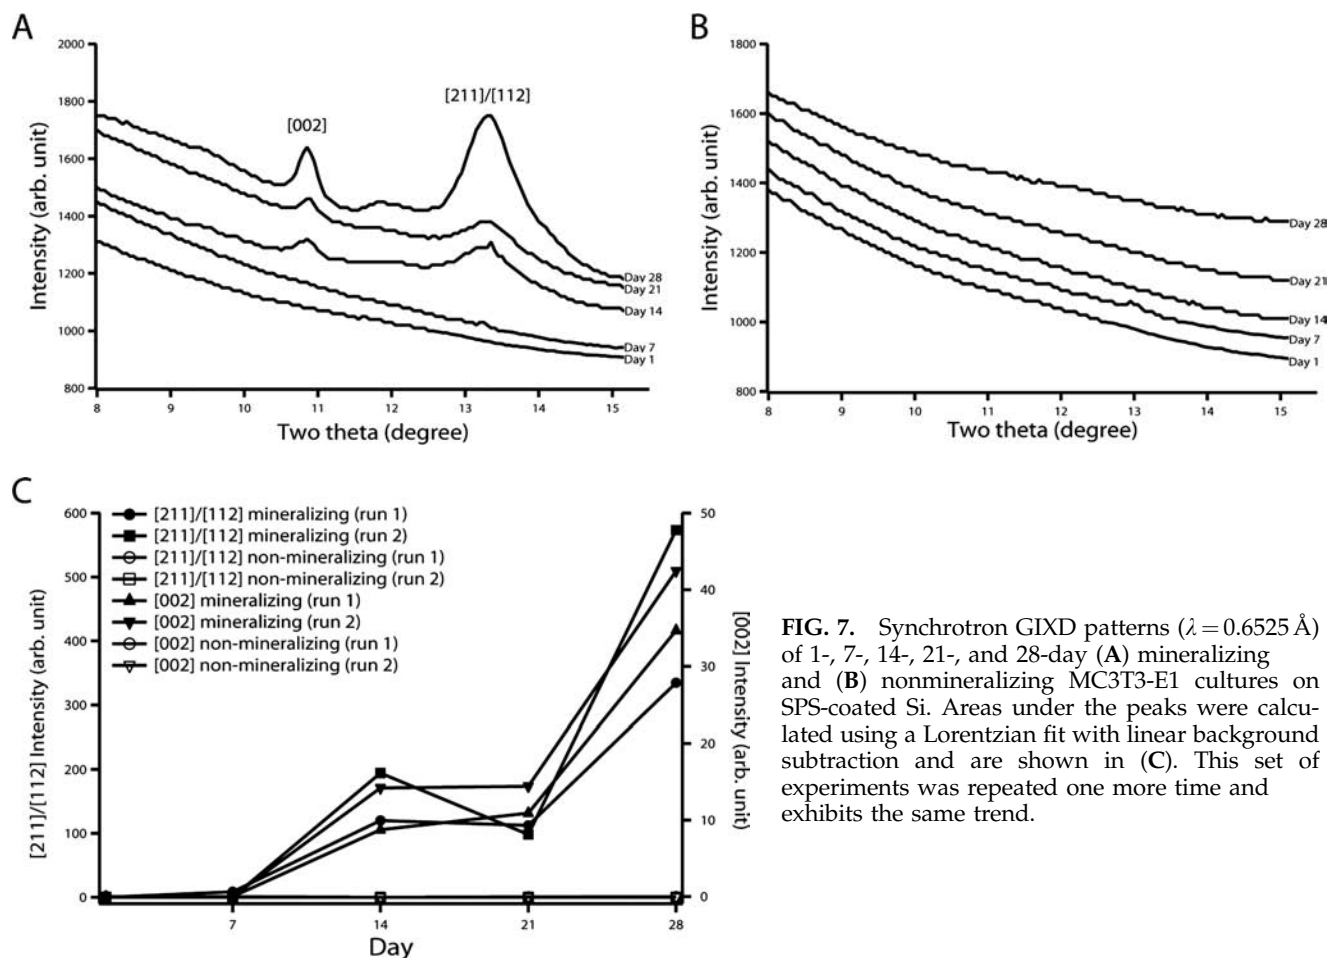 A
2000
1800
1600
1400
1200
1000
800
Intensity (arb. unit)
[002]
[211]/[112]
Day 28
Day 21
Day 14
Day 7
Day 1
8 9 10 11 12 13 14 15
Two theta (degree)
B
1800
1600
1400
1200
1000
800
Intensity (arb. unit)
Day 28
Day 21
Day 14
Day 7
Day 1
8 9 10 11 12 13 14 15
Two theta (degree)
C
[211]/[112] mineralizing (run 1)
[211]/[112] mineralizing (run 2)
[211]/[112] non-mineralizing (run 1)
[211]/[112] non-mineralizing (run 2)
[002] mineralizing (run 1)
[002] mineralizing (run 2)
[002] non-mineralizing (run 1)
[002] non-mineralizing (run 2)
600
500
600
400
300
200
100
0
[211]/[112] Intensity (arb. unit)
50
40
30
20
10
0
[002] Intensity (arb. unit)
7 14 21 28
Day
FIG. 7. Synchrotron GIXD patterns (λ = 0.6525 Å)
of 1-, 7-, 14-, 21-, and 28-day (A) mineralizing
and (B) nonmineralizing MC3T3-E1 cultures on
SPS-coated Si. Areas under the peaks were calcu-
lated using a Lorentzian fit with linear background
subtraction and are shown in (C). This set of
experiments was repeated one more time and
exhibits the same trend.